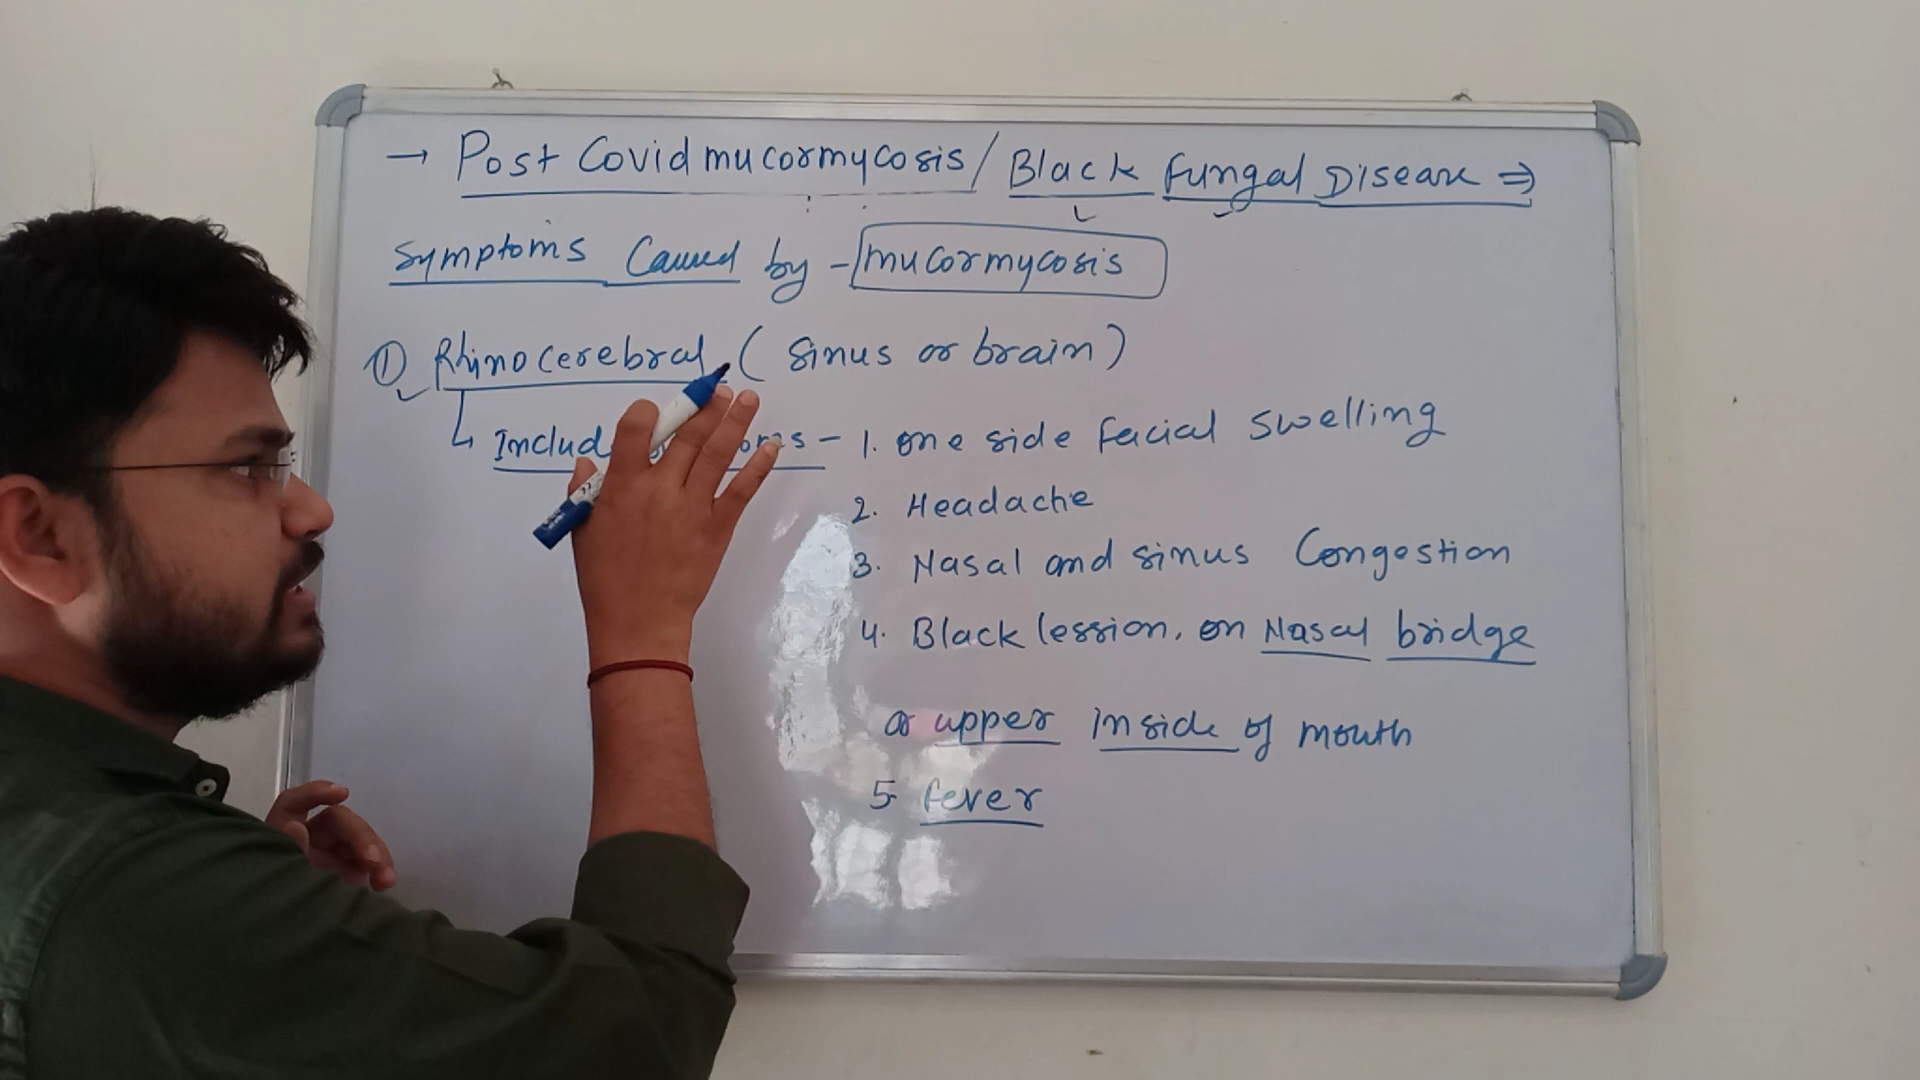 → Post Covid mucormycosis / Black Fungal Disease ⇒
Symptoms Caused by - mucormycosis
① Rhinocerebral ( sinus or brain )
Includ - 1. one side facial swelling
2. Headache
3. Nasal and sinus Congestion
4. Black lession, on Nasal bridge
or upper inside of mouth
5. fever